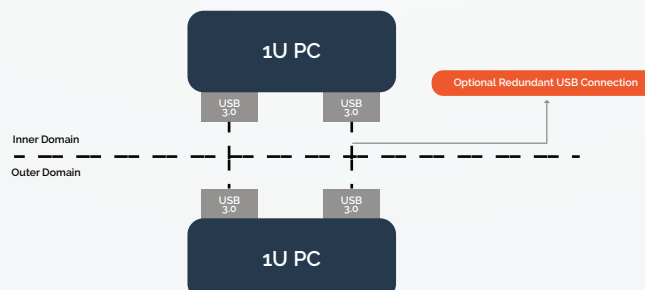 1U PC
Optional Redundant USB Connection
USB
3.0
USB
3.0
Inner Domain
Outer Domain
USB
3.0
USB
3.0
1U PC